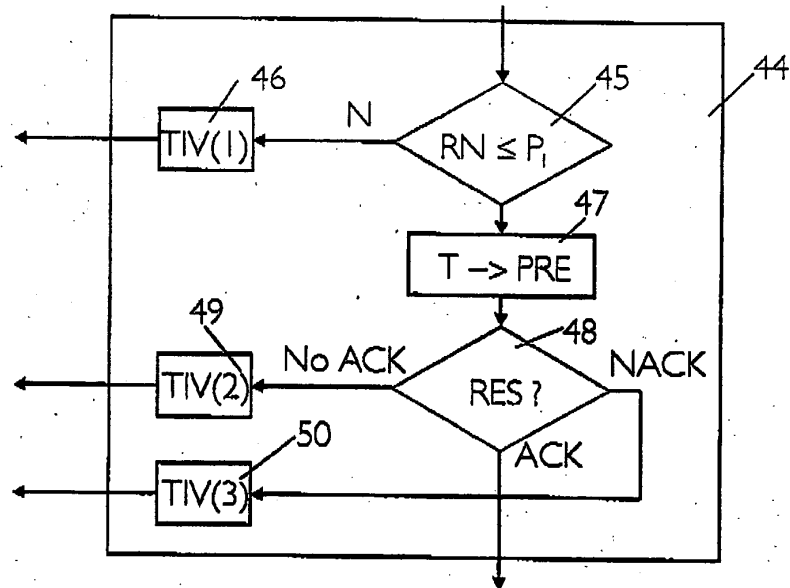 46
45
44
N
TIV(1)
RN ≤ P₁
47
T –> PRE
49
48
No ACK
NACK
TIV(2)
RES ?
50
ACK
TIV(3)